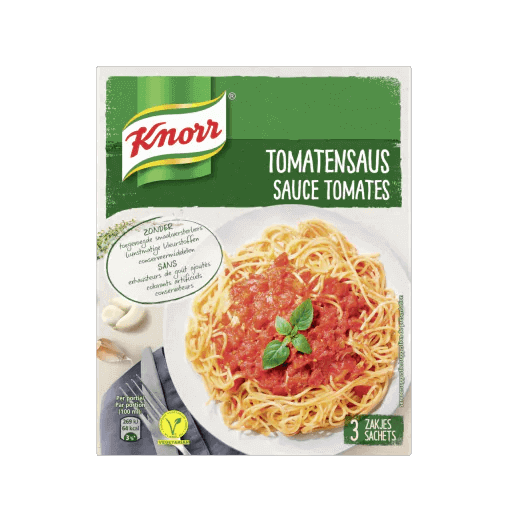 Knorr®
TOMATENSAUS
SAUCE TOMATES
ZONDER
toegevoegde smaakversterkers
kunstmatige kleurstoffen
conserveermiddelen
SANS
exhausteurs de goût ajoutés
colorants artificiels
conservateurs
Per portie/
Par portion
(100 ml)
269 kJ
64 kcal
3%*
V
VEGETARIAN
3 ZAKJES
SACHETS